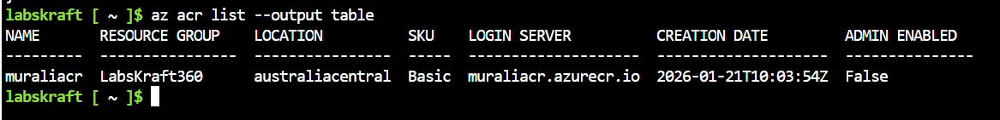 labskraft [ ~ ]$ az acr list --output table
NAME       RESOURCE GROUP    LOCATION          SKU    LOGIN SERVER          CREATION DATE         ADMIN ENABLED
---------  ----------------  ----------------  -----  --------------------  --------------------  ---------------
muraliacr  LabsKraft360      australiacentral  Basic  muraliacr.azurecr.io  2026-01-21T10:03:54Z  False
labskraft [ ~ ]$